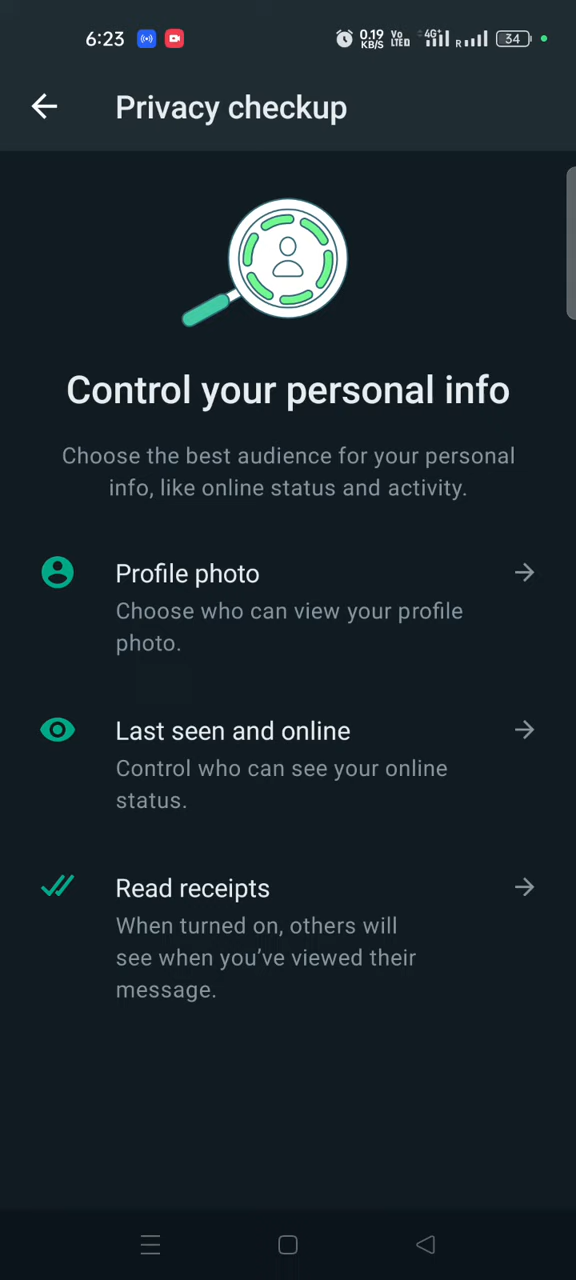 6:23 0.19 KB/S Vo LTE 4G+ R 34
Privacy checkup
Control your personal info
Choose the best audience for your personal
info, like online status and activity.
Profile photo
Choose who can view your profile
photo.
Last seen and online
Control who can see your online
status.
Read receipts
When turned on, others will
see when you’ve viewed their
message.